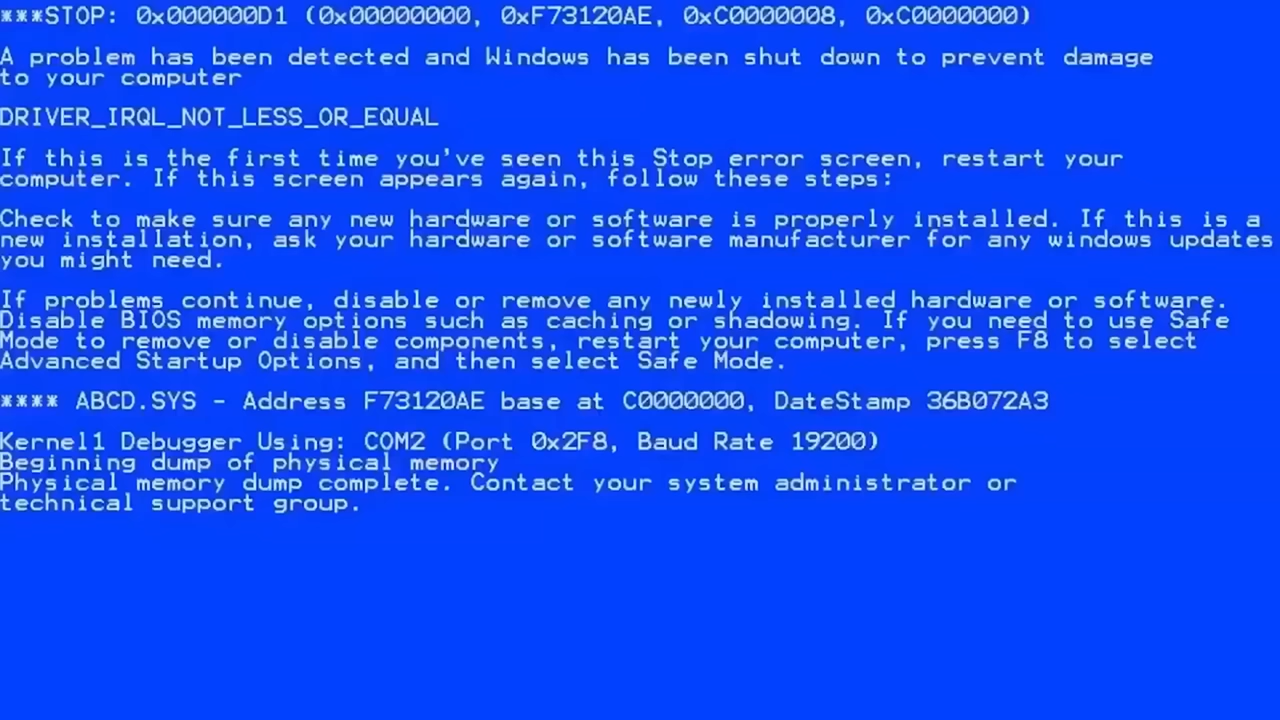 ***STOP: 0x000000D1 (0x00000000, 0xF73120AE, 0xC0000008, 0xC0000000)
A problem has been detected and Windows has been shut down to prevent damage
to your computer
DRIVER_IRQL_NOT_LESS_OR_EQUAL
If this is the first time you've seen this Stop error screen, restart your
computer. If this screen appears again, follow these steps:
Check to make sure any new hardware or software is properly installed. If this is a
new installation, ask your hardware or software manufacturer for any windows updates
you might need.
If problems continue, disable or remove any newly installed hardware or software.
Disable BIOS memory options such as caching or shadowing. If you need to use Safe
Mode to remove or disable components, restart your computer, press F8 to select
Advanced Startup Options, and then select Safe Mode.
**** ABCD.SYS - Address F73120AE base at C0000000, DateStamp 36B072A3
Kernel1 Debugger Using: COM2 (Port 0x2F8, Baud Rate 19200)
Beginning dump of physical memory
Physical memory dump complete. Contact your system administrator or
technical support group.